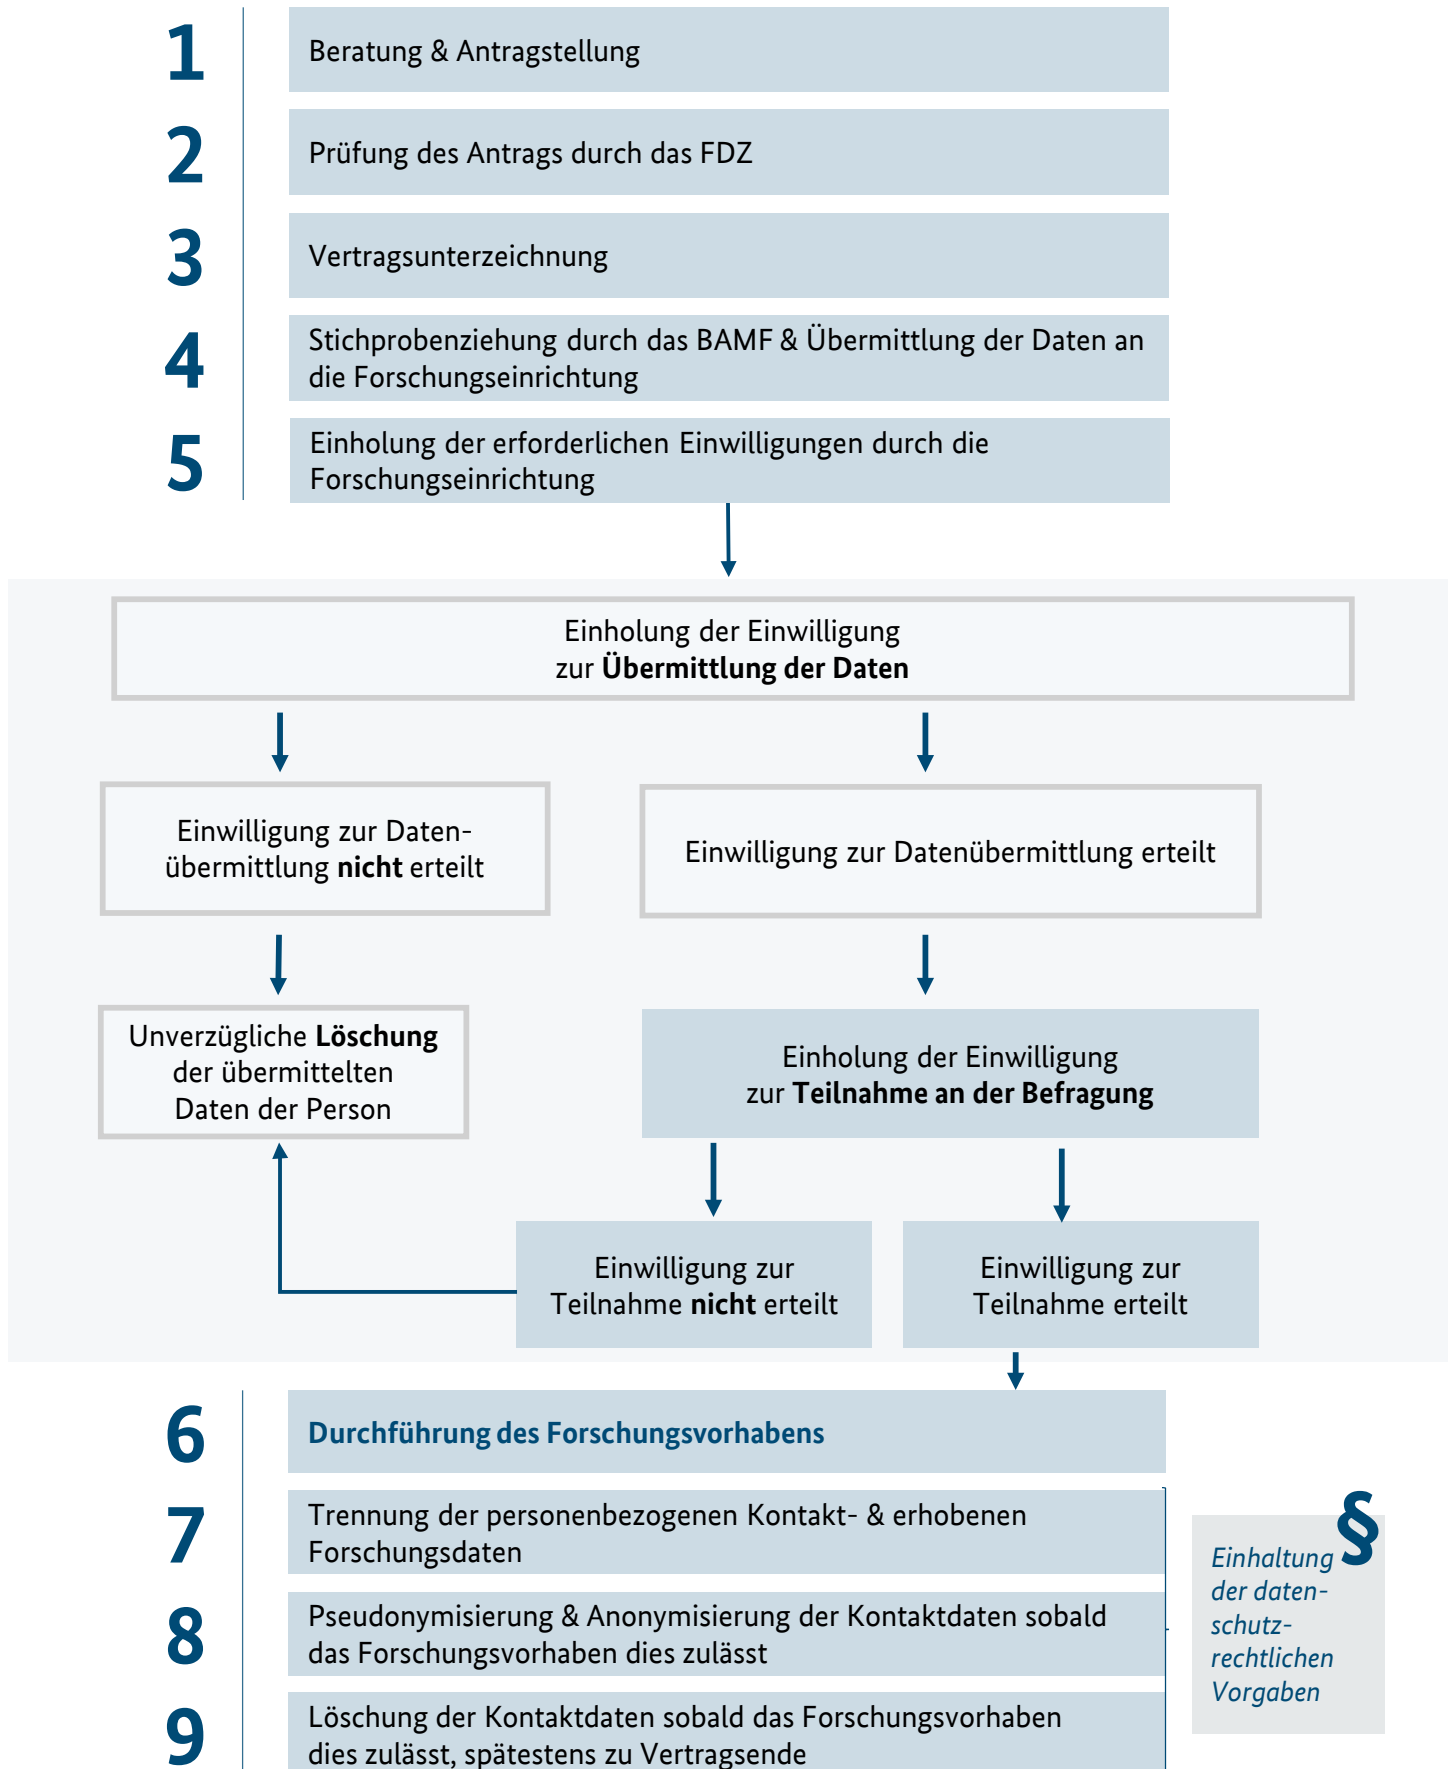 1
Beratung & Antragstellung
2
Prüfung des Antrags durch das FDZ
3
Vertragsunterzeichnung
4
Stichprobenziehung durch das BAMF & Übermittlung der Daten an
die Forschungseinrichtung
5
Einholung der erforderlichen Einwilligungen durch die
Forschungseinrichtung
Einholung der Einwilligung
zur Übermittlung der Daten
Einwilligung zur Daten-
übermittlung nicht erteilt
Einwilligung zur Datenübermittlung erteilt
Unverzügliche Löschung
der übermittelten
Daten der Person
Einholung der Einwilligung
zur Teilnahme an der Befragung
Einwilligung zur
Teilnahme nicht erteilt
Einwilligung zur
Teilnahme erteilt
6
Durchführung des Forschungsvorhabens
7
Trennung der personenbezogenen Kontakt- & erhobenen
Forschungsdaten
8
Pseudonymisierung & Anonymisierung der Kontaktdaten sobald
das Forschungsvorhaben dies zulässt
9
Löschung der Kontaktdaten sobald das Forschungsvorhaben
dies zulässt, spätestens zu Vertragsende
§
Einhaltung
der daten-
schutz-
rechtlichen
Vorgaben